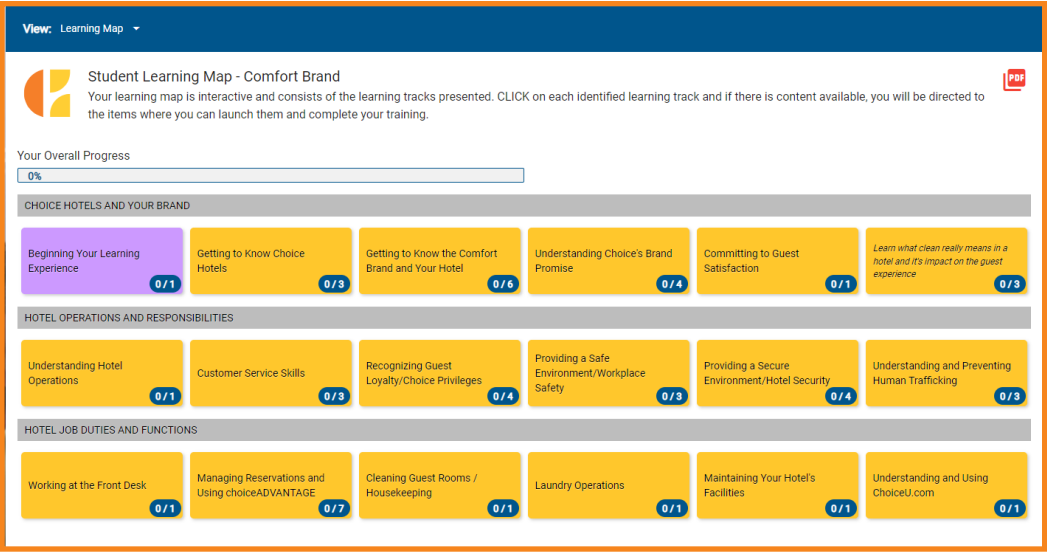 View: Learning Map
Student Learning Map - Comfort Brand
PDF
Your learning map is interactive and consists of the learning tracks presented. CLICK on each identified learning track and if there is content available, you will be directed to
the items where you can launch them and complete your training.
Your Overall Progress
0%
CHOICE HOTELS AND YOUR BRAND
Beginning Your Learning
Experience
0/1
Getting to Know Choice
Hotels
0/3
Getting to Know the Comfort
Brand and Your Hotel
0/6
Understanding Choice's Brand
Promise
0/4
Committing to Guest
Satisfaction
0/1
Learn what clean really means in a
hotel and it's impact on the guest
experience
0/3
HOTEL OPERATIONS AND RESPONSIBILITIES
Understanding Hotel
Operations
0/1
Customer Service Skills
0/3
Recognizing Guest
Loyalty/Choice Privileges
0/4
Providing a Safe
Environment/Workplace
Safety
0/3
Providing a Secure
Environment/Hotel Security
0/4
Understanding and Preventing
Human Trafficking
0/3
HOTEL JOB DUTIES AND FUNCTIONS
Working at the Front Desk
0/1
Managing Reservations and
Using choiceADVANTAGE
0/7
Cleaning Guest Rooms /
Housekeeping
0/1
Laundry Operations
0/1
Maintaining Your Hotel's
Facilities
0/1
Understanding and Using
ChoiceU.com
0/1